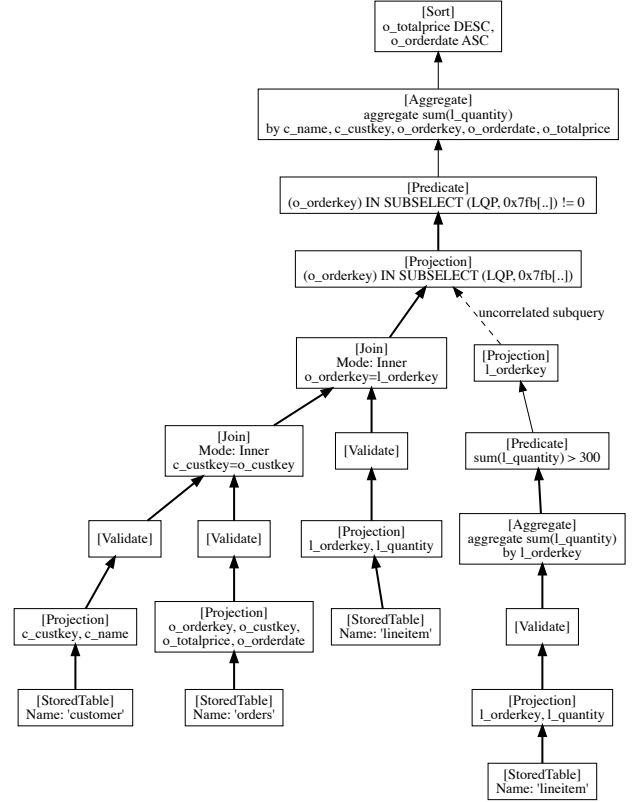 [Sort]
o_totalprice DESC,
o_orderdate ASC
[Aggregate]
aggregate sum(l_quantity)
by c_name, c_custkey, o_orderkey, o_orderdate, o_totalprice
[Predicate]
(o_orderkey) IN SUBSELECT (LQP, 0x7fb[..]) != 0
[Projection]
(o_orderkey) IN SUBSELECT (LQP, 0x7fb[..])
uncorrelated subquery
[Join]
Mode: Inner
o_orderkey=l_orderkey
[Projection]
l_orderkey
[Join]
Mode: Inner
c_custkey=o_custkey
[Validate]
[Predicate]
sum(l_quantity) > 300
[Validate]
[Validate]
[Projection]
l_orderkey, l_quantity
[Aggregate]
aggregate sum(l_quantity)
by l_orderkey
[Projection]
c_custkey, c_name
[Projection]
o_orderkey, o_custkey,
o_totalprice, o_orderdate
[StoredTable]
Name: 'lineitem'
[Validate]
[StoredTable]
Name: 'customer'
[StoredTable]
Name: 'orders'
[Projection]
l_orderkey, l_quantity
[StoredTable]
Name: 'lineitem'